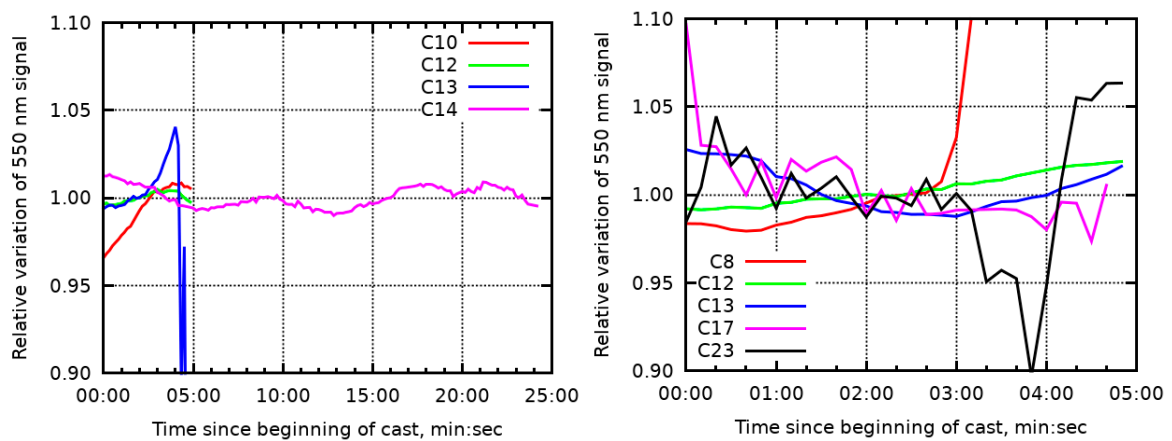 Relative variation of 550 nm signal
1.10
1.05
1.00
0.95
0.90
C10
C12
C13
C14
00:00 05:00 10:00 15:00 20:00 25:00
Time since beginning of cast, min:sec
Relative variation of 550 nm signal
1.10
1.05
1.00
0.95
0.90
C8
C12
C13
C17
C23
00:00 01:00 02:00 03:00 04:00 05:00
Time since beginning of cast, min:sec